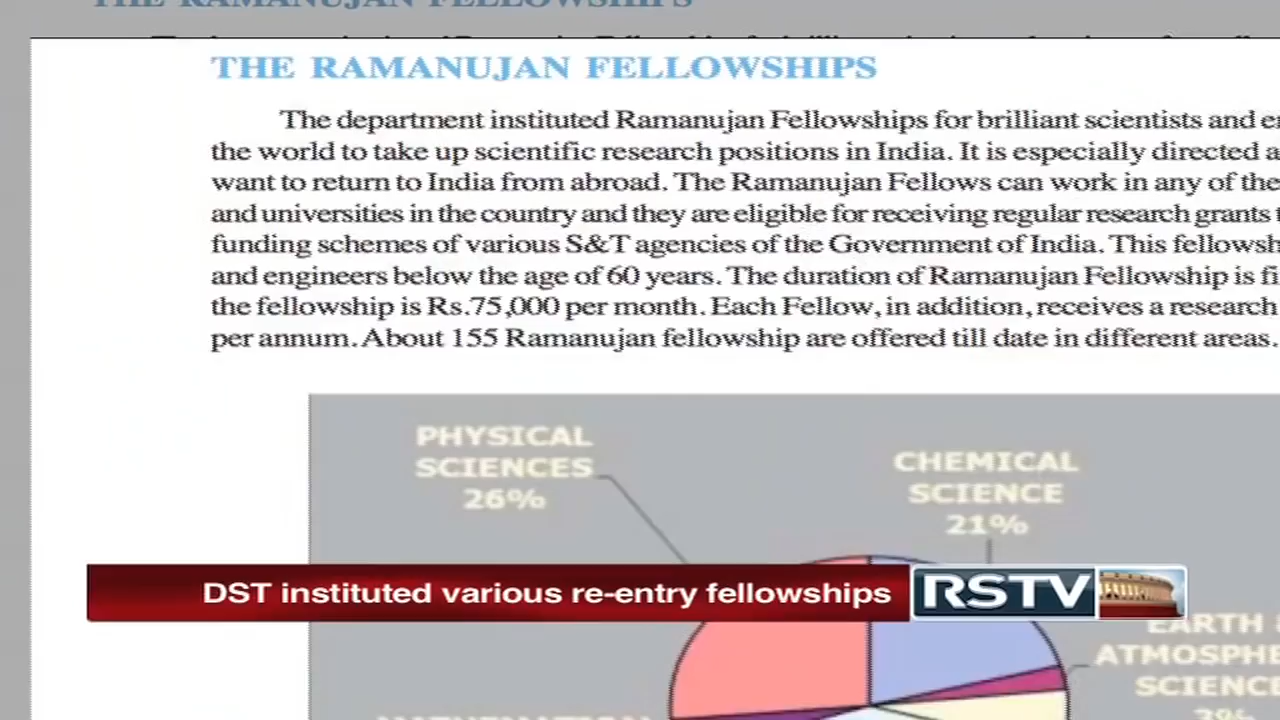 THE RAMANUJAN FELLOWSHIPS
THE RAMANUJAN FELLOWSHIPS
The department instituted Ramanujan Fellowships for brilliant scientists and
the world to take up scientific research positions in India. It is especially directed
want to return to India from abroad. The Ramanujan Fellows can work in any of the
and universities in the country and they are eligible for receiving regular research grants
funding schemes of various S&T agencies of the Government of India. This
and engineers below the age of 60 years. The duration of Ramanujan Fellowship is
the fellowship is Rs.75,000 per month. Each Fellow, in addition, receives a research
per annum. About 155 Ramanujan fellowship are offered till date in different areas.
PHYSICAL
SCIENCES
26%
CHEMICAL
SCIENCE
21%
DST instituted various re-entry fellowships
RSTV
EARTH